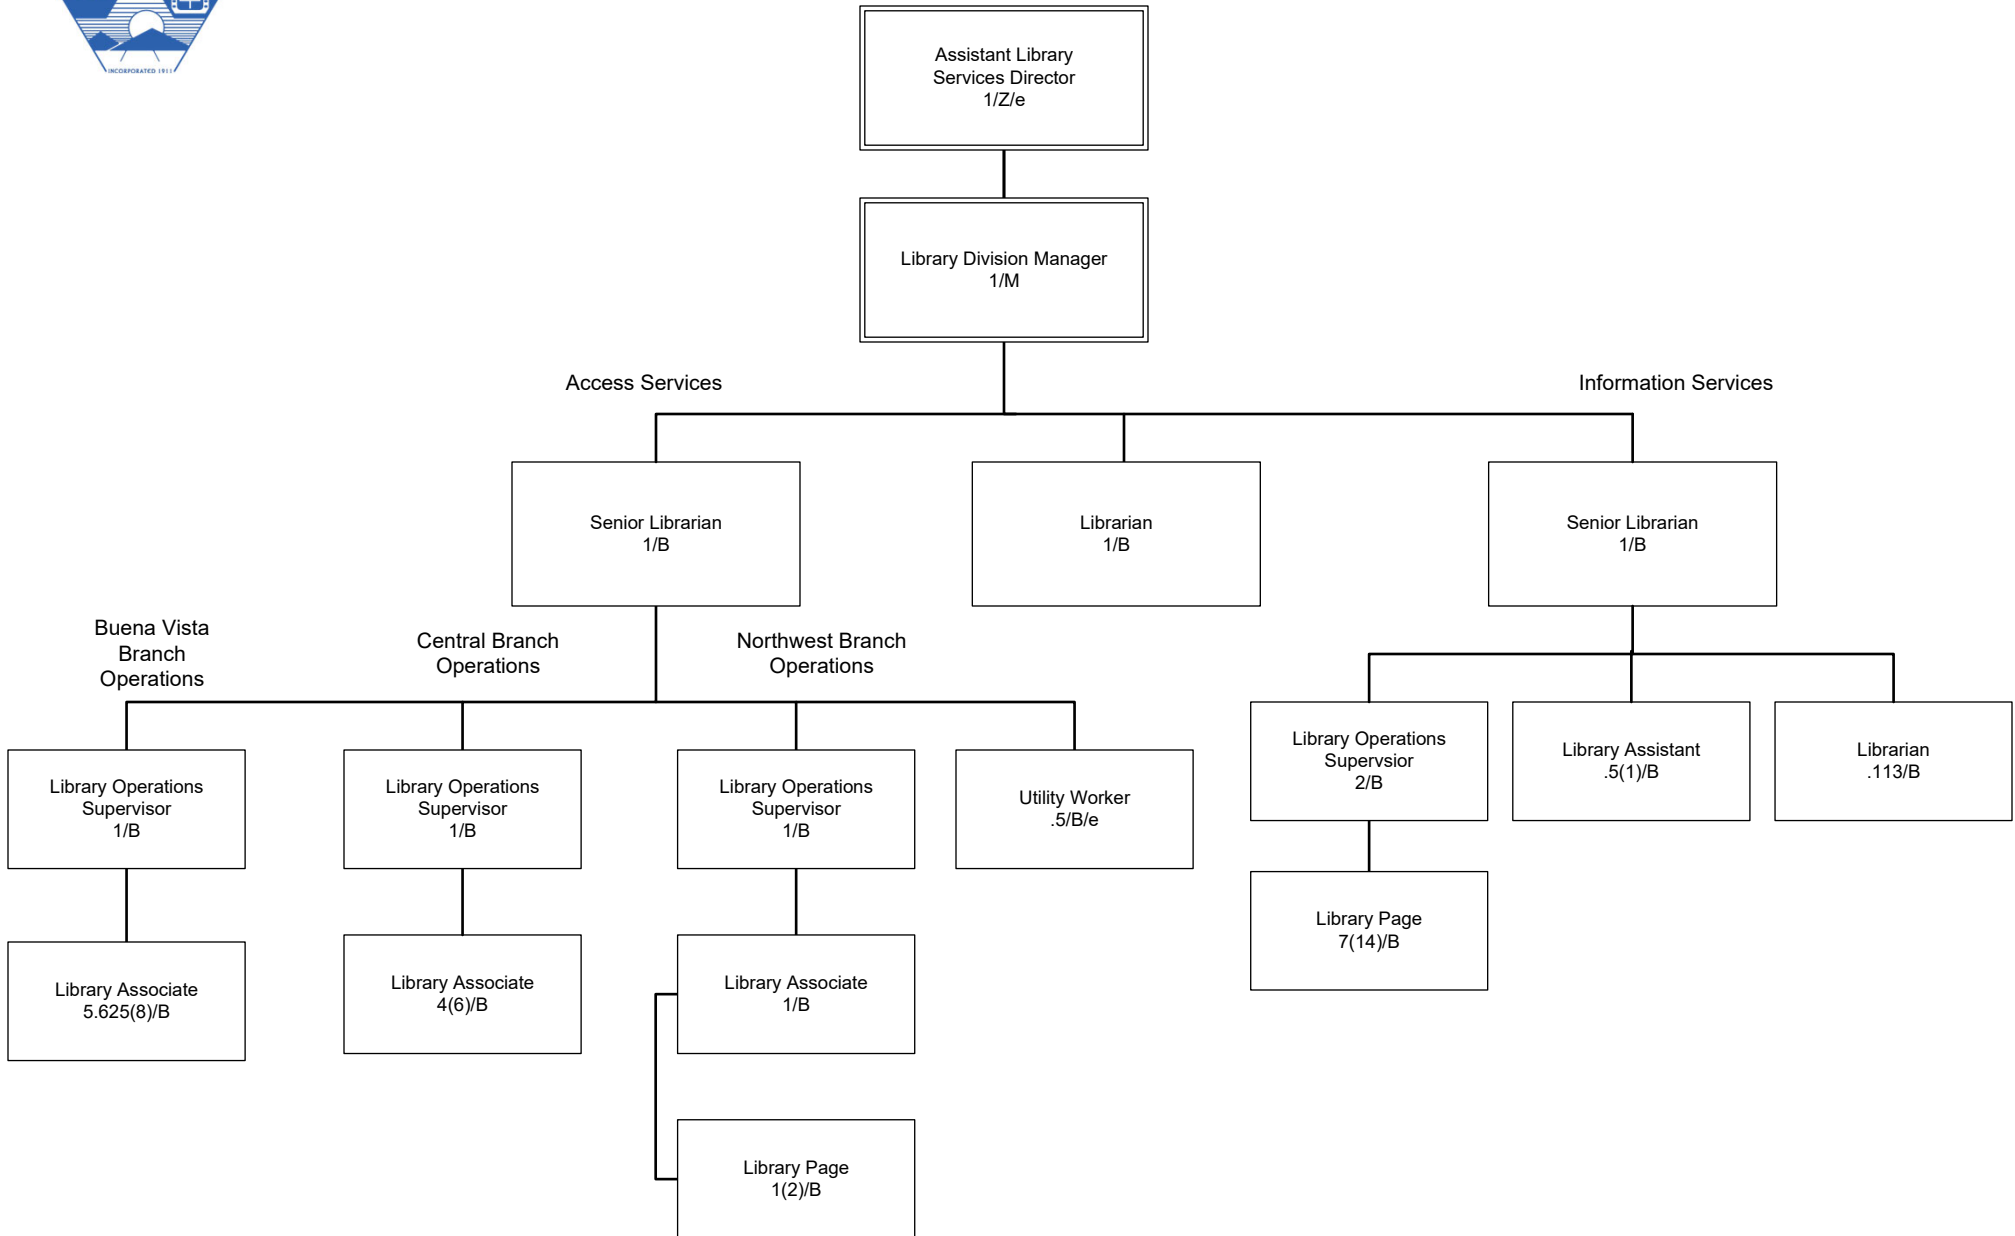 INCORPORATED 1911
Assistant Library
Services Director
1/Z/e
Library Division Manager
1/M
Access Services
Information Services
Senior Librarian
1/B
Librarian
1/B
Senior Librarian
1/B
Buena Vista
Branch
Operations
Central Branch
Operations
Northwest Branch
Operations
Library Operations
Supervisor
1/B
Library Operations
Supervisor
1/B
Library Operations
Supervisor
1/B
Utility Worker
.5/B/e
Library Operations
Supervsior
2/B
Library Assistant
.5(1)/B
Librarian
.113/B
Library Associate
5.625(8)/B
Library Associate
4(6)/B
Library Associate
1/B
Library Page
7(14)/B
Library Page
1(2)/B